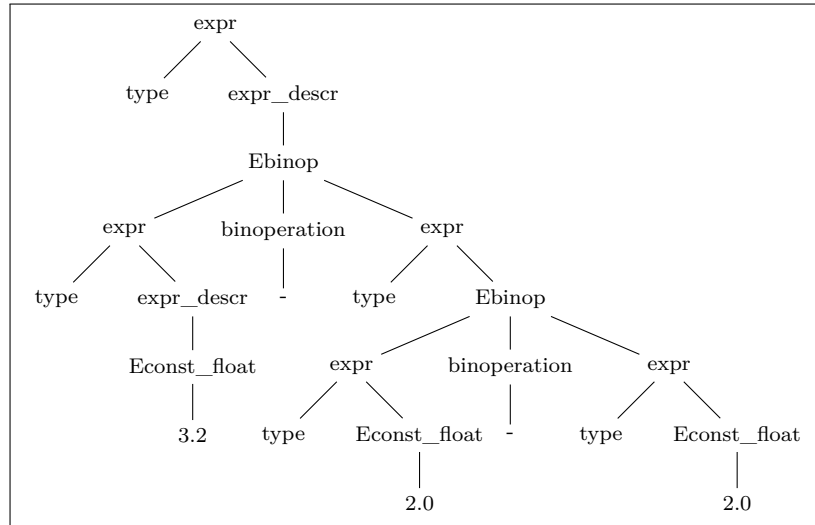 expr
type expr_descr
Ebinop
expr binoperation expr
type expr_descr - type Ebinop
Econst_float expr binoperation expr
3.2 type Econst_float - type Econst_float
2.0 2.0